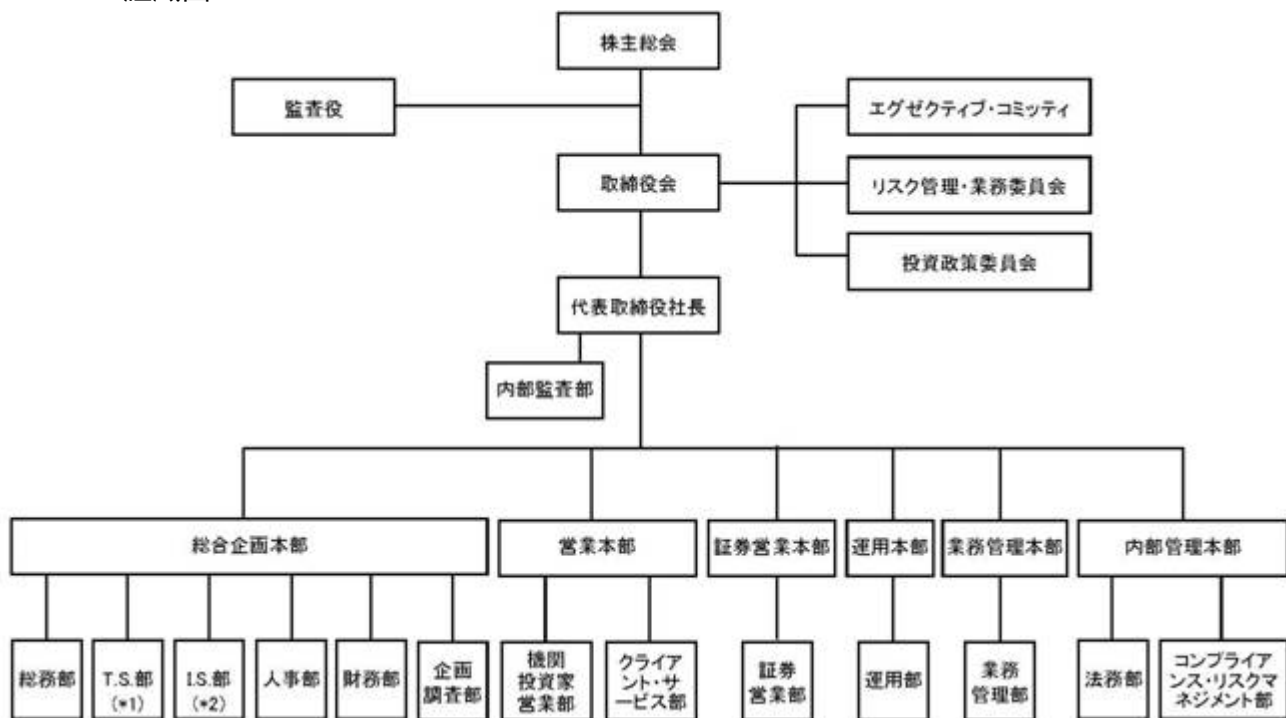 株主総会
監査役
エグゼクティブ・コミッティ
取締役会
リスク管理・業務委員会
投資政策委員会
代表取締役社長
内部監査部
総合企画本部
営業本部
証券営業本部
運用本部
業務管理本部
内部管理本部
総務部
T.S.部
(*1)
I.S.部
(*2)
人事部
財務部
企画
調査部
機関
投資家
営業部
クライア
ント・サ
ービス部
証券
営業部
運用部
業務
管理部
法務部
コンプライア
ンス・リスクマ
ネジメント部